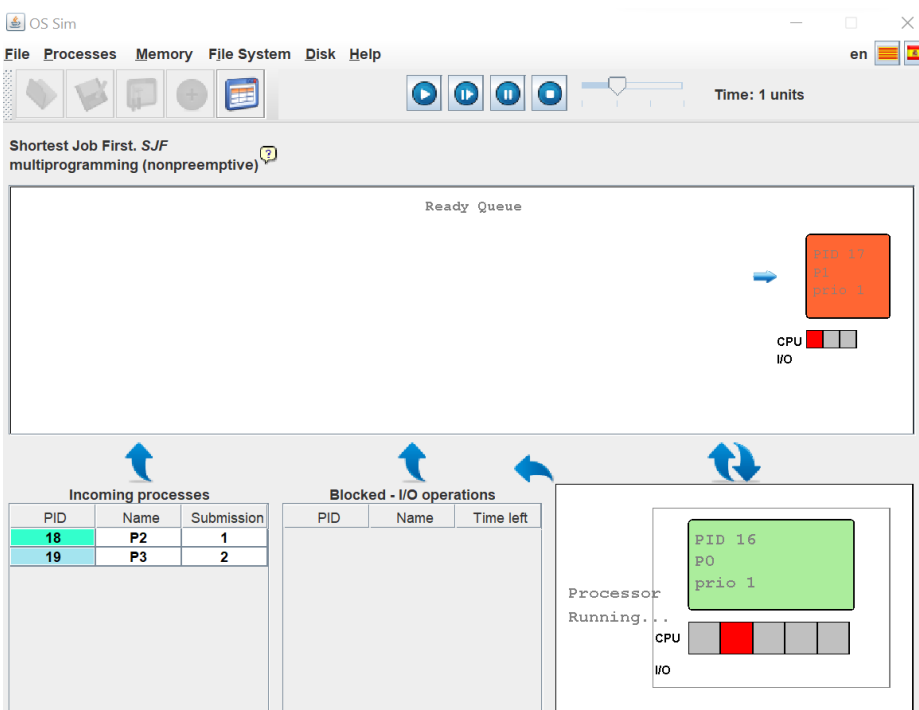 OS Sim
File Processes Memory File System Disk Help en
Time: 1 units
Shortest Job First. SJF
multiprogramming (nonpreemptive) ?
Ready Queue
PID 17
P1
prio 1
CPU
I/O
Incoming processes
PID Name Submission
18 P2 1
19 P3 2
Blocked - I/O operations
PID Name Time left
Processor
Running...
PID 16
P0
prio 1
CPU
I/O